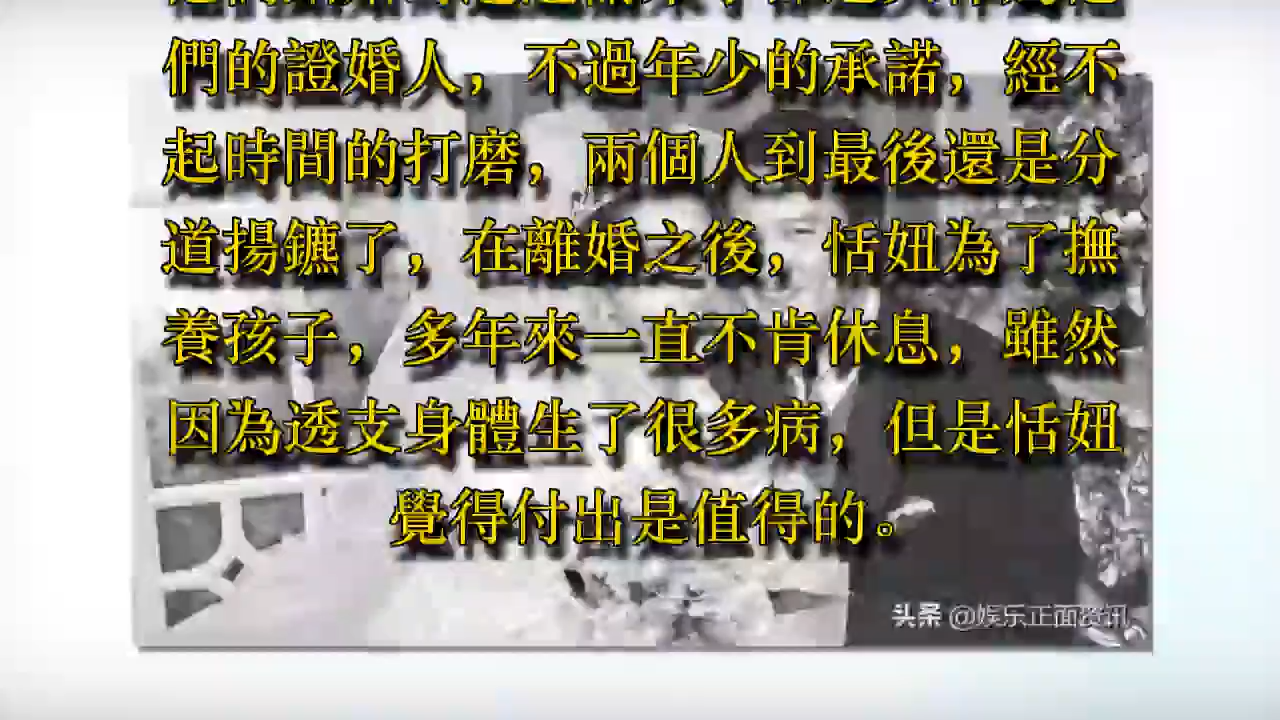 們的證婚人，不過年少的承諾，經不
起時間的打磨，兩個人到最後還是分
道揚鑣了，在離婚之後，恬妞為了撫
養孩子，多年來一直不肯休息，雖然
因為透支身體生了很多病，但是恬妞
覺得付出是值得的。
头条 @娱乐正面资讯